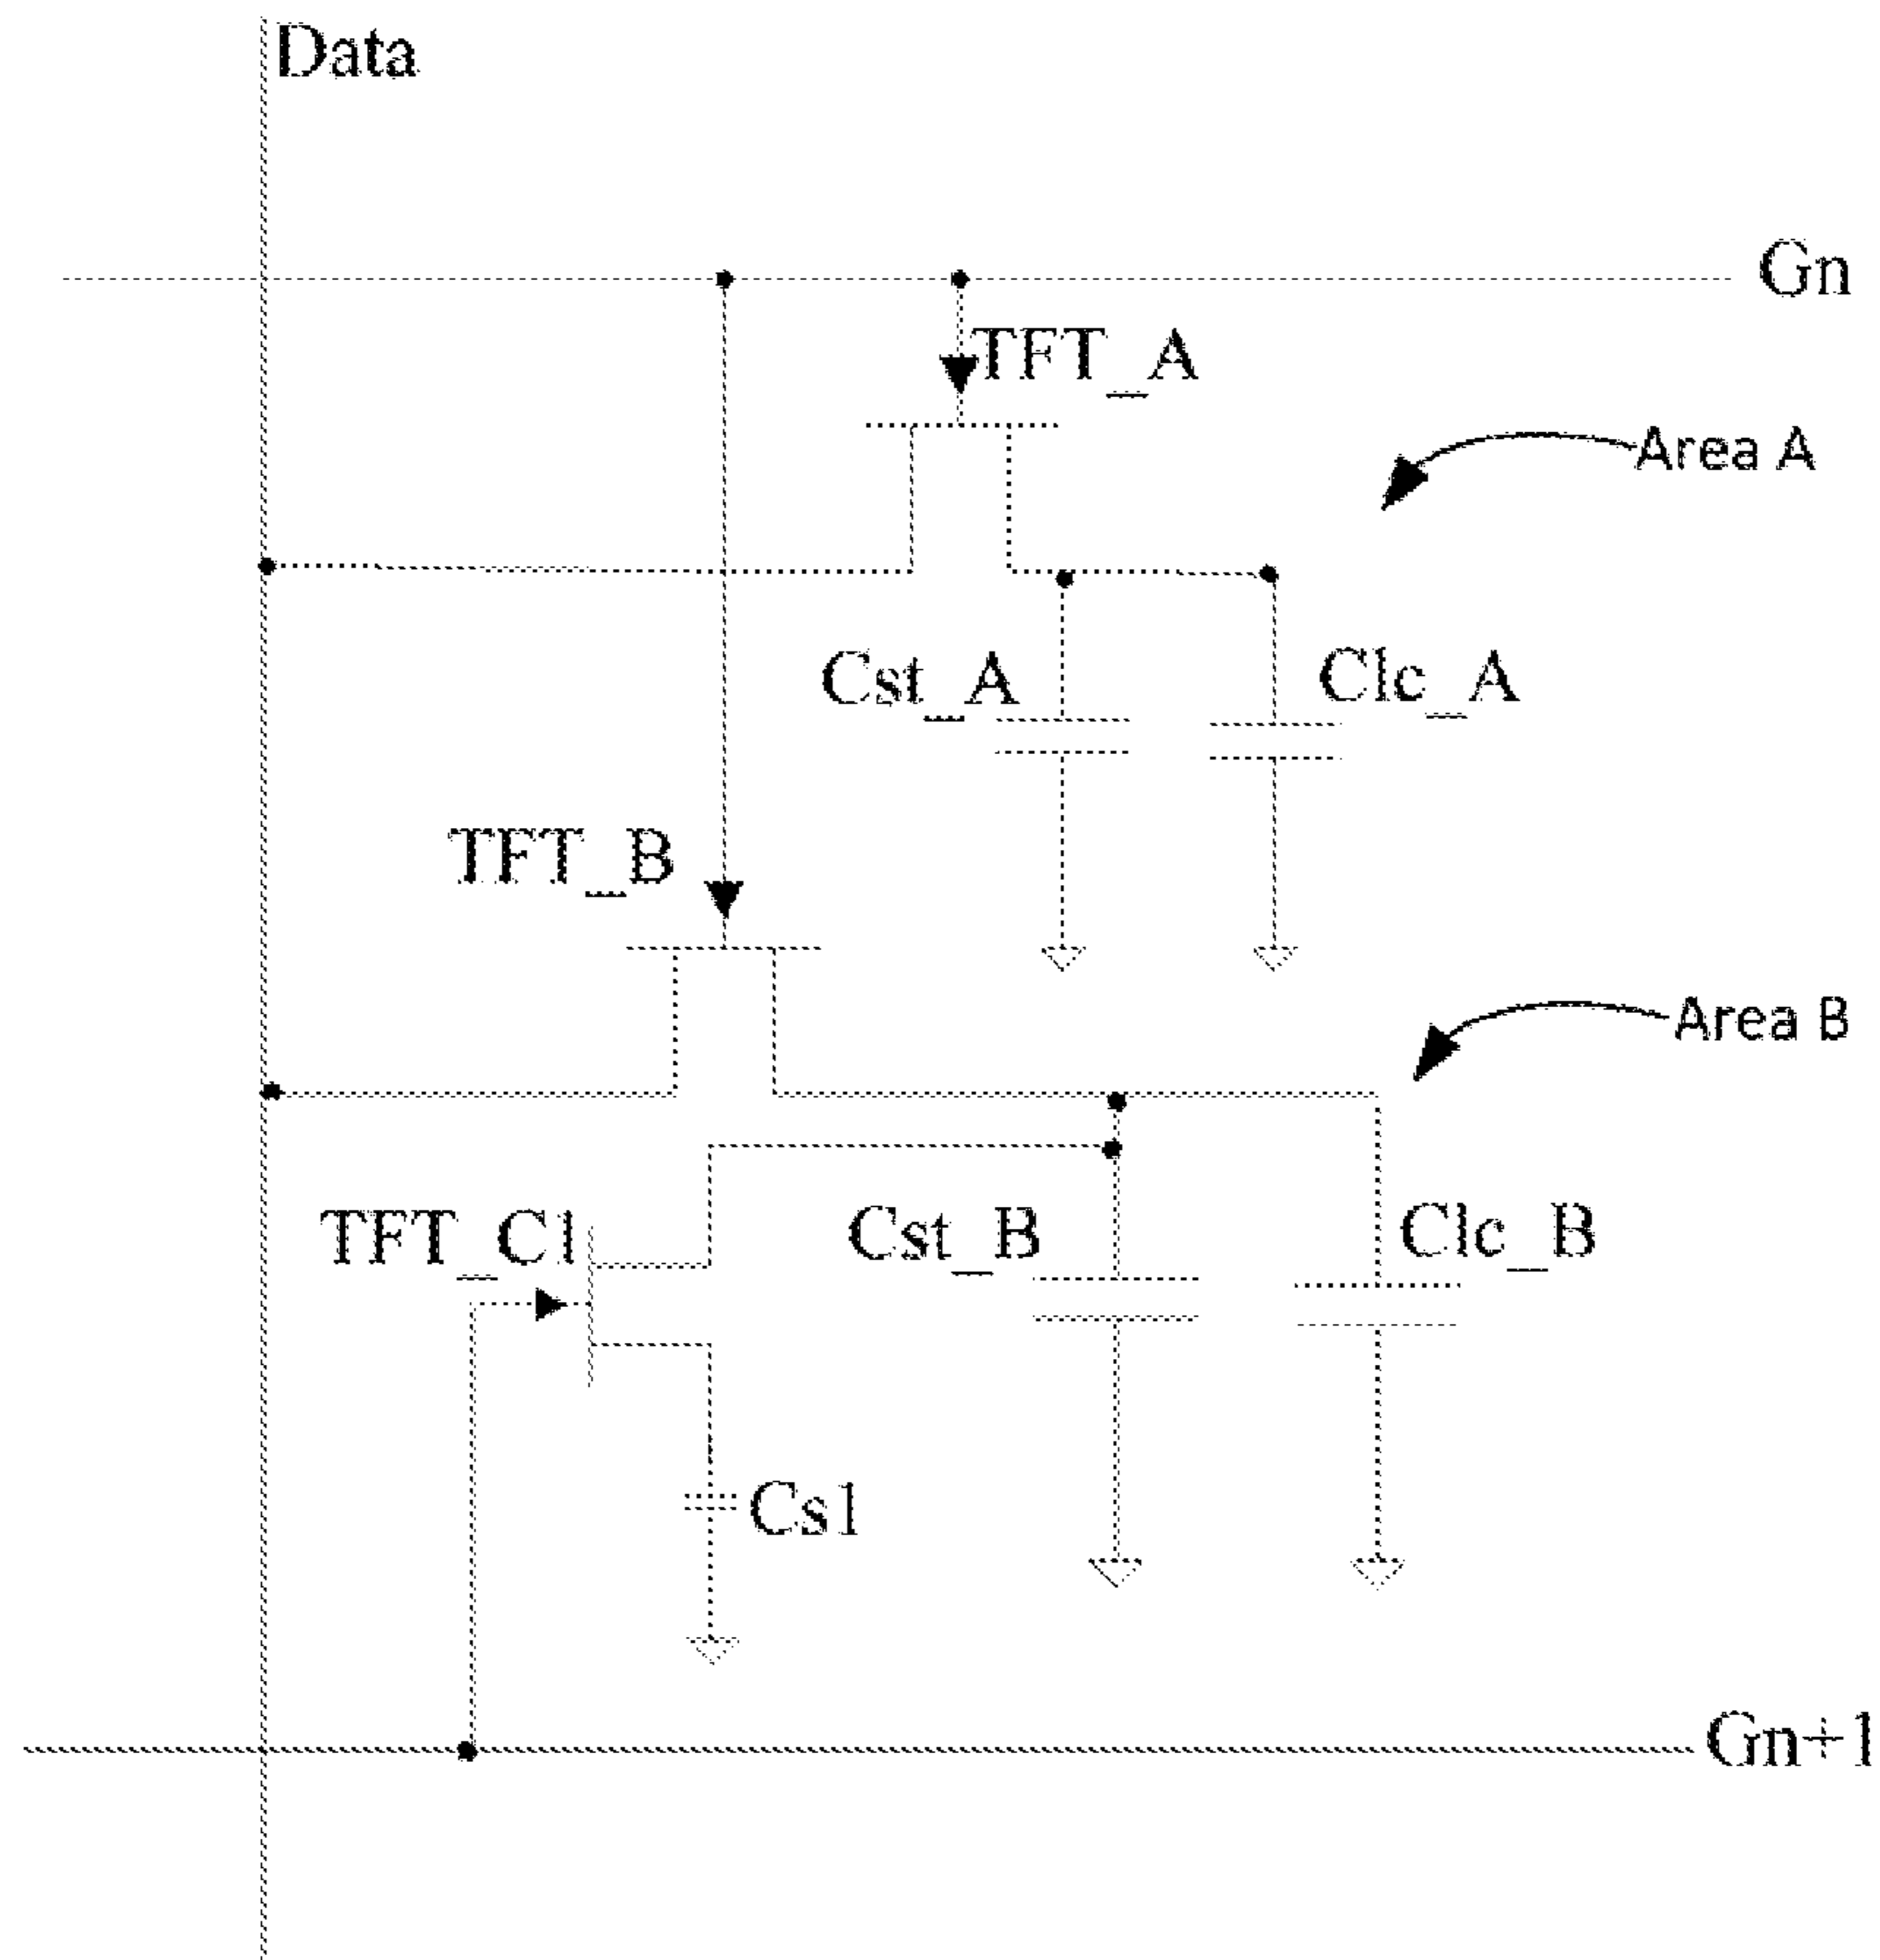 Data
Gn
TFT_A
Area A
Cst_A
Clc_A
TFT_B
Area B
TFT_C1
Cst_B
Clc_B
Cs1
Gn+1